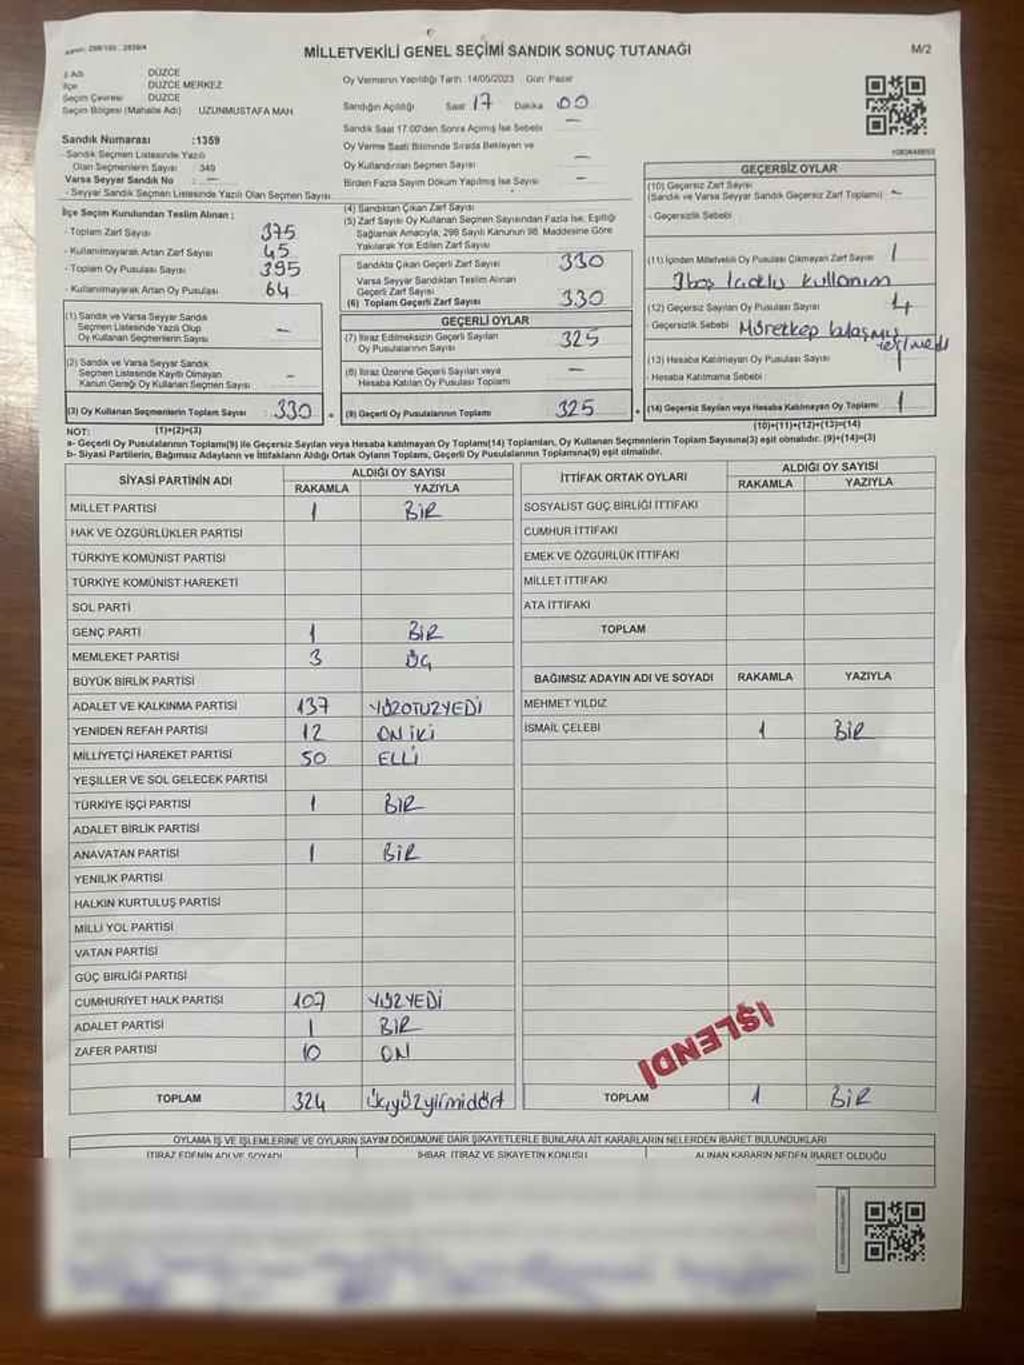 MİLLETVEKİLİ GENEL SEÇİMİ SANDIK SONUÇ TUTANAĞI
M/2
İl Adı DÜZCE
İlçe DÜZCE MERKEZ
Seçim Çevresi DÜZCE
Seçim Bölgesi (Mahalle Adı) UZUNMUSTAFA MAH
Sandık Numarası :1359
Sandık Seçmen Listesinde Yazılı
Olan Seçmenlerin Sayısı : 349
Varsa Seyyar Sandık No : —
- Seyyar Sandık Seçmen Listesinde Yazılı Olan Seçmen Sayısı
Oy Vermenin Yapıldığı Tarih :14/05/2023 Gün: Pazar
Sandığın Açıldığı Saat 17 Dakika 00
Sandık Saat 17:00'den Sonra Açılmış İse Sebebi —
Oy Verme Saati Bitiminde Sırada Bekleyen ve
Oy Kullandırılan Seçmen Sayısı —
Birden Fazla Sayım Döküm Yapılmış İse Sayısı —
İlçe Seçim Kurulundan Teslim Alınan :
- Toplam Zarf Sayısı 375
- Kullanılmayarak Artan Zarf Sayısı 45
- Toplam Oy Pusulası Sayısı 395
- Kullanılmayarak Artan Oy Pusulası 64
(1) Sandık ve Varsa Seyyar Sandık
Seçmen Listesinde Yazılı Olup
Oy Kullanan Seçmenlerin Sayısı —
(2) Sandık ve Varsa Seyyar Sandık
Seçmen Listesinde Kayıtlı Olmayan
Kanun Gereği Oy Kullanan Seçmen Sayısı —
(3) Oy Kullanan Seçmenlerin Toplam Sayısı 330
(4) Sandıktan Çıkan Zarf Sayısı
(5) Zarf Sayısı Oy Kullanan Seçmen Sayısından Fazla İse, Eşitliği
Sağlamak Amacıyla, 298 Sayılı Kanunun 98. Maddesine Göre
Yakılarak Yok Edilen Zarf Sayısı
Sandıkta Çıkan Geçerli Zarf Sayısı 330
Varsa Seyyar Sandıktan Teslim Alınan
Geçerli Zarf Sayısı
(6) Toplam Geçerli Zarf Sayısı 330
GEÇERLİ OYLAR
(7) İtiraz Edilmeksizin Geçerli Sayılan
Oy Pusulalarının Sayısı 325
(8) İtiraz Üzerine Geçerli Sayılan veya
Hesaba Katılan Oy Pusulası Toplamı —
(9) Geçerli Oy Pusulalarının Toplamı 325
GEÇERSİZ OYLAR
(10) Geçersiz Zarf Sayısı
(Sandık ve Varsa Seyyar Sandık Geçersiz Zarf Toplamı) —
- Geçersizlik Sebebi
(11) İçinden Milletvekili Oy Pusulası Çıkmayan Zarf Sayısı 1
1 boş kullanım
(12) Geçersiz Sayılan Oy Pusulası Sayısı 4
- Geçersizlik Sebebi Mürekkep
(13) Hesaba Katılmayan Oy Pusulası Sayısı
- Hesaba Katılmama Sebebi :
(14) Geçersiz Sayılan veya Hesaba Katılmayan Oy Toplamı 1
NOT: (1)+(2)=(3)
(10)+(11)+(12)+(13)=(14)
a- Geçerli Oy Pusulalarının Toplamı(9) ile Geçersiz Sayılan veya Hesaba katılmayan Oy Toplamı(14) Toplamları, Oy Kullanan Seçmenlerin Toplam Sayısına(3) eşit olmalıdır. (9)+(14)=(3)
b- Siyasi Partilerin, Bağımsız Adayların ve İttifakların Aldığı Ortak Oyların Toplamı, Geçerli Oy Pusulalarının Toplamına(9) eşit olmalıdır.
SİYASİ PARTİNİN ADI ALDIĞI OY SAYISI
RAKAMLA YAZIYLA
MİLLET PARTİSİ 1 BİR
HAK VE ÖZGÜRLÜKLER PARTİSİ
TÜRKİYE KOMÜNİST PARTİSİ
TÜRKİYE KOMÜNİST HAREKETİ
SOL PARTİ
GENÇ PARTİ 1 BİR
MEMLEKET PARTİSİ 3 ÜÇ
BÜYÜK BİRLİK PARTİSİ
ADALET VE KALKINMA PARTİSİ 137 YÜZOTUZYEDİ
YENİDEN REFAH PARTİSİ 12 ON İKİ
MİLLİYETÇİ HAREKET PARTİSİ 50 ELLİ
YEŞİLLER VE SOL GELECEK PARTİSİ
TÜRKİYE İŞÇİ PARTİSİ 1 BİR
ADALET BİRLİK PARTİSİ
ANAVATAN PARTİSİ 1 BİR
YENİLİK PARTİSİ
HALKIN KURTULUŞ PARTİSİ
MİLLİ YOL PARTİSİ
VATAN PARTİSİ
GÜÇ BİRLİĞİ PARTİSİ
CUMHURİYET HALK PARTİSİ 107 YÜZYEDİ
ADALET PARTİSİ 1 BİR
ZAFER PARTİSİ 10 ON
TOPLAM 324 Üçyüzyirmidört
İTTİFAK ORTAK OYLARI ALDIĞI OY SAYISI
RAKAMLA YAZIYLA
SOSYALİST GÜÇ BİRLİĞİ İTTİFAKI
CUMHUR İTTİFAKI
EMEK VE ÖZGÜRLÜK İTTİFAKI
MİLLET İTTİFAKI
ATA İTTİFAKI
TOPLAM
BAĞIMSIZ ADAYIN ADI VE SOYADI RAKAMLA YAZIYLA
MEHMET YILDIZ
İSMAİL ÇELEBİ 1 BİR
İŞLENDİ
TOPLAM 1 BİR
OYLAMA İŞ VE İŞLEMLERİNE VE OYLARIN SAYIM DÖKÜMÜNE DAİR ŞİKAYETLERLE BUNLARA AİT KARARLARIN NELERDEN İBARET BULUNDUKLARI
İTİRAZ EDENİN ADI VE SOYADI İHBAR, İTİRAZ VE ŞİKAYETİN KONUSU ALINAN KARARIN NEDEN İBARET OLDUĞU